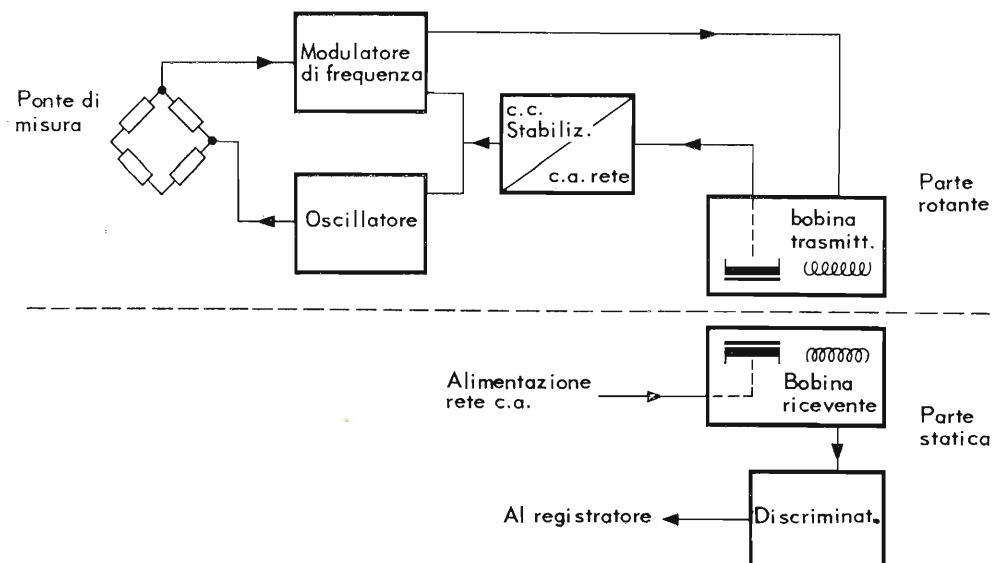 Modulatore
di frequenza
Ponte di
misura
c.c.
Stabiliz.
c.a. rete
Oscillatore
Parte
rotante
bobina
trasmitt.
Alimentazione
rete c.a.
Bobina
ricevente
Parte
statica
Al registratore
Discriminat.